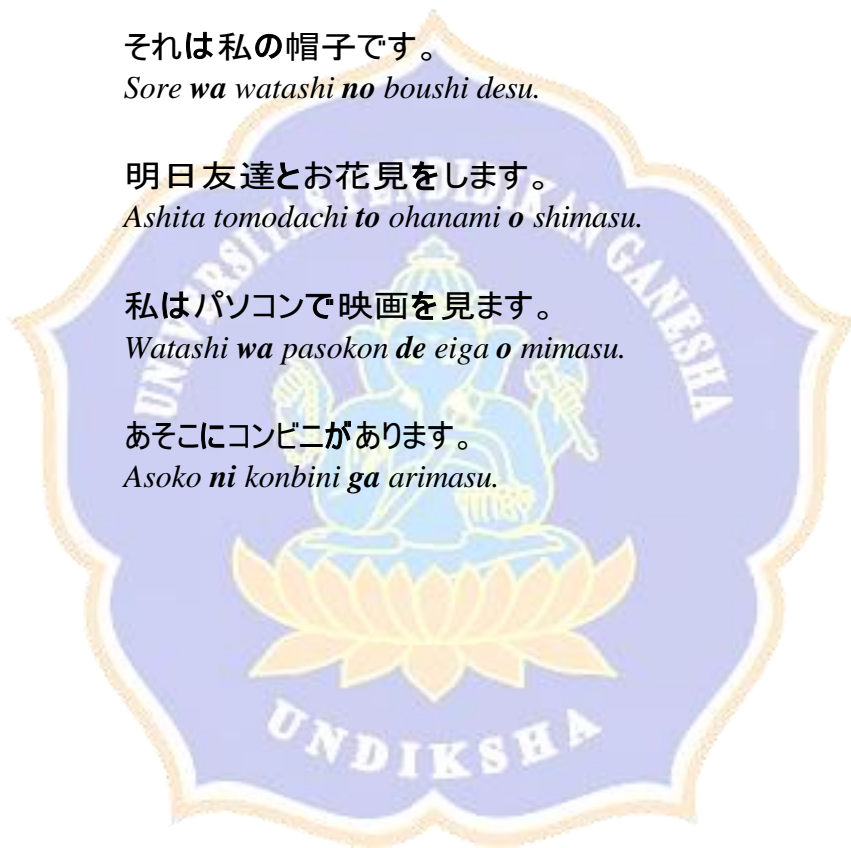 それは私の帽子です。
Sore wa watashi no boushi desu.
明日友達とお花見をします。
Ashita tomodachi to ohanami o shimasu.
私はパソコンで映画を見ます。
Watashi wa pasokon de eiga o mimasu.
あそこにコンビニがあります。
Asoko ni konbini ga arimasu.
UNIVERSITAS PENDIDIKAN GANESHA
UNDIKSHA